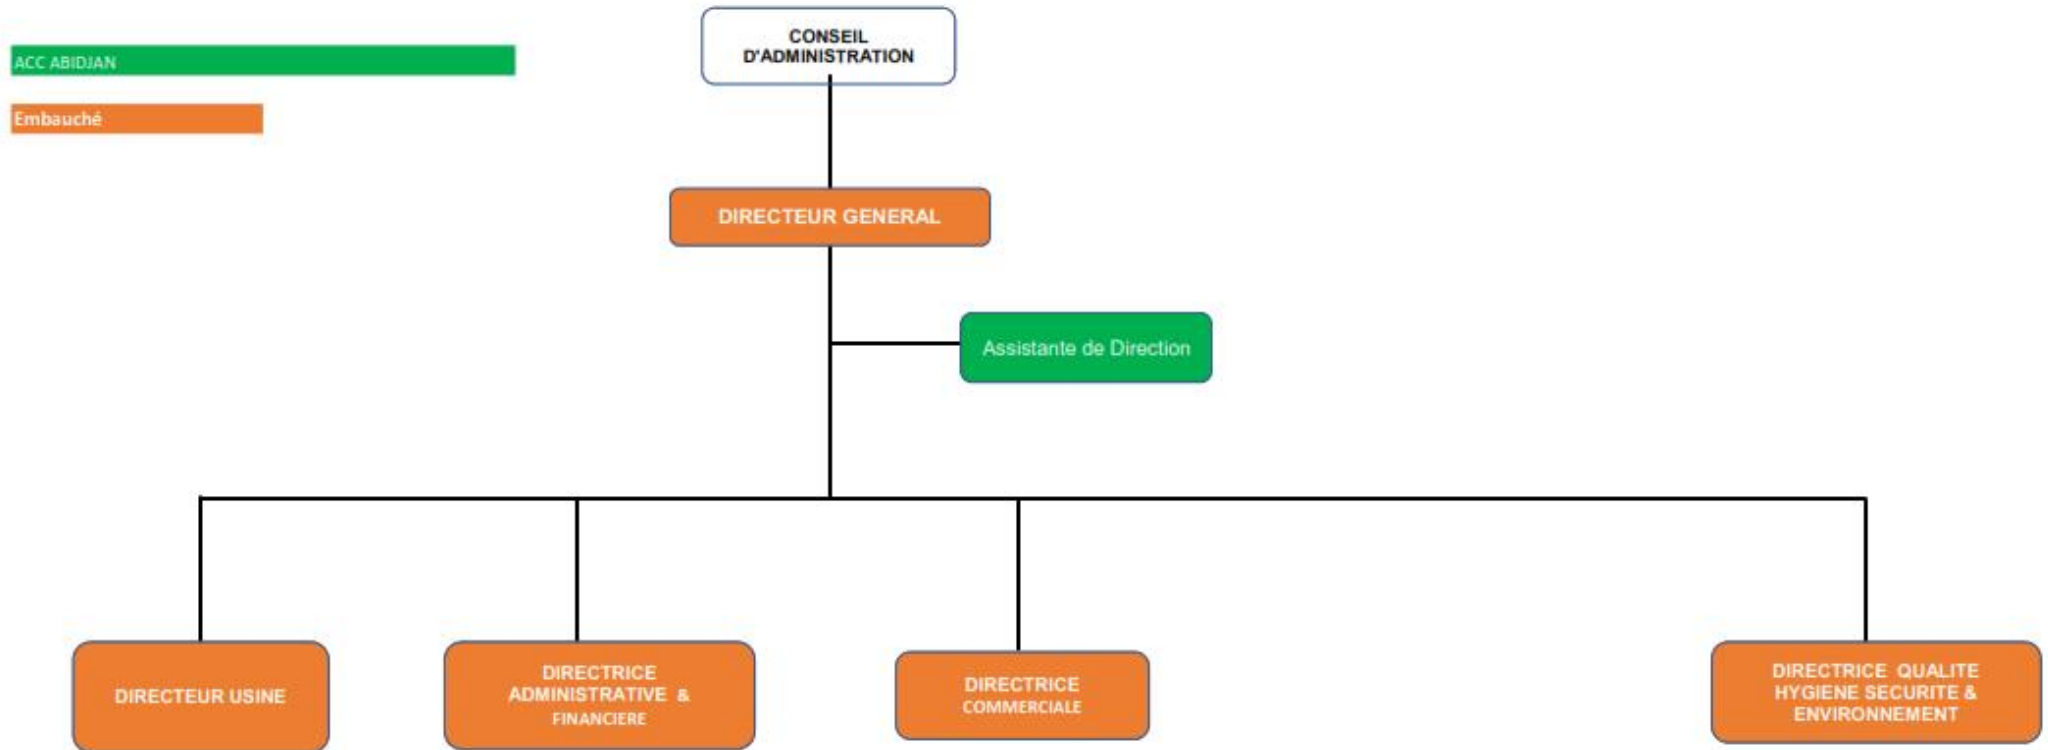 CONSEIL
D'ADMINISTRATION
ACC ABIDJAN
Embauché
DIRECTEUR GENERAL
Assistante de Direction
DIRECTEUR USINE
DIRECTRICE
ADMINISTRATIVE &
FINANCIERE
DIRECTRICE
COMMERCIALE
DIRECTRICE QUALITE
HYGIENE SECURITE &
ENVIRONNEMENT